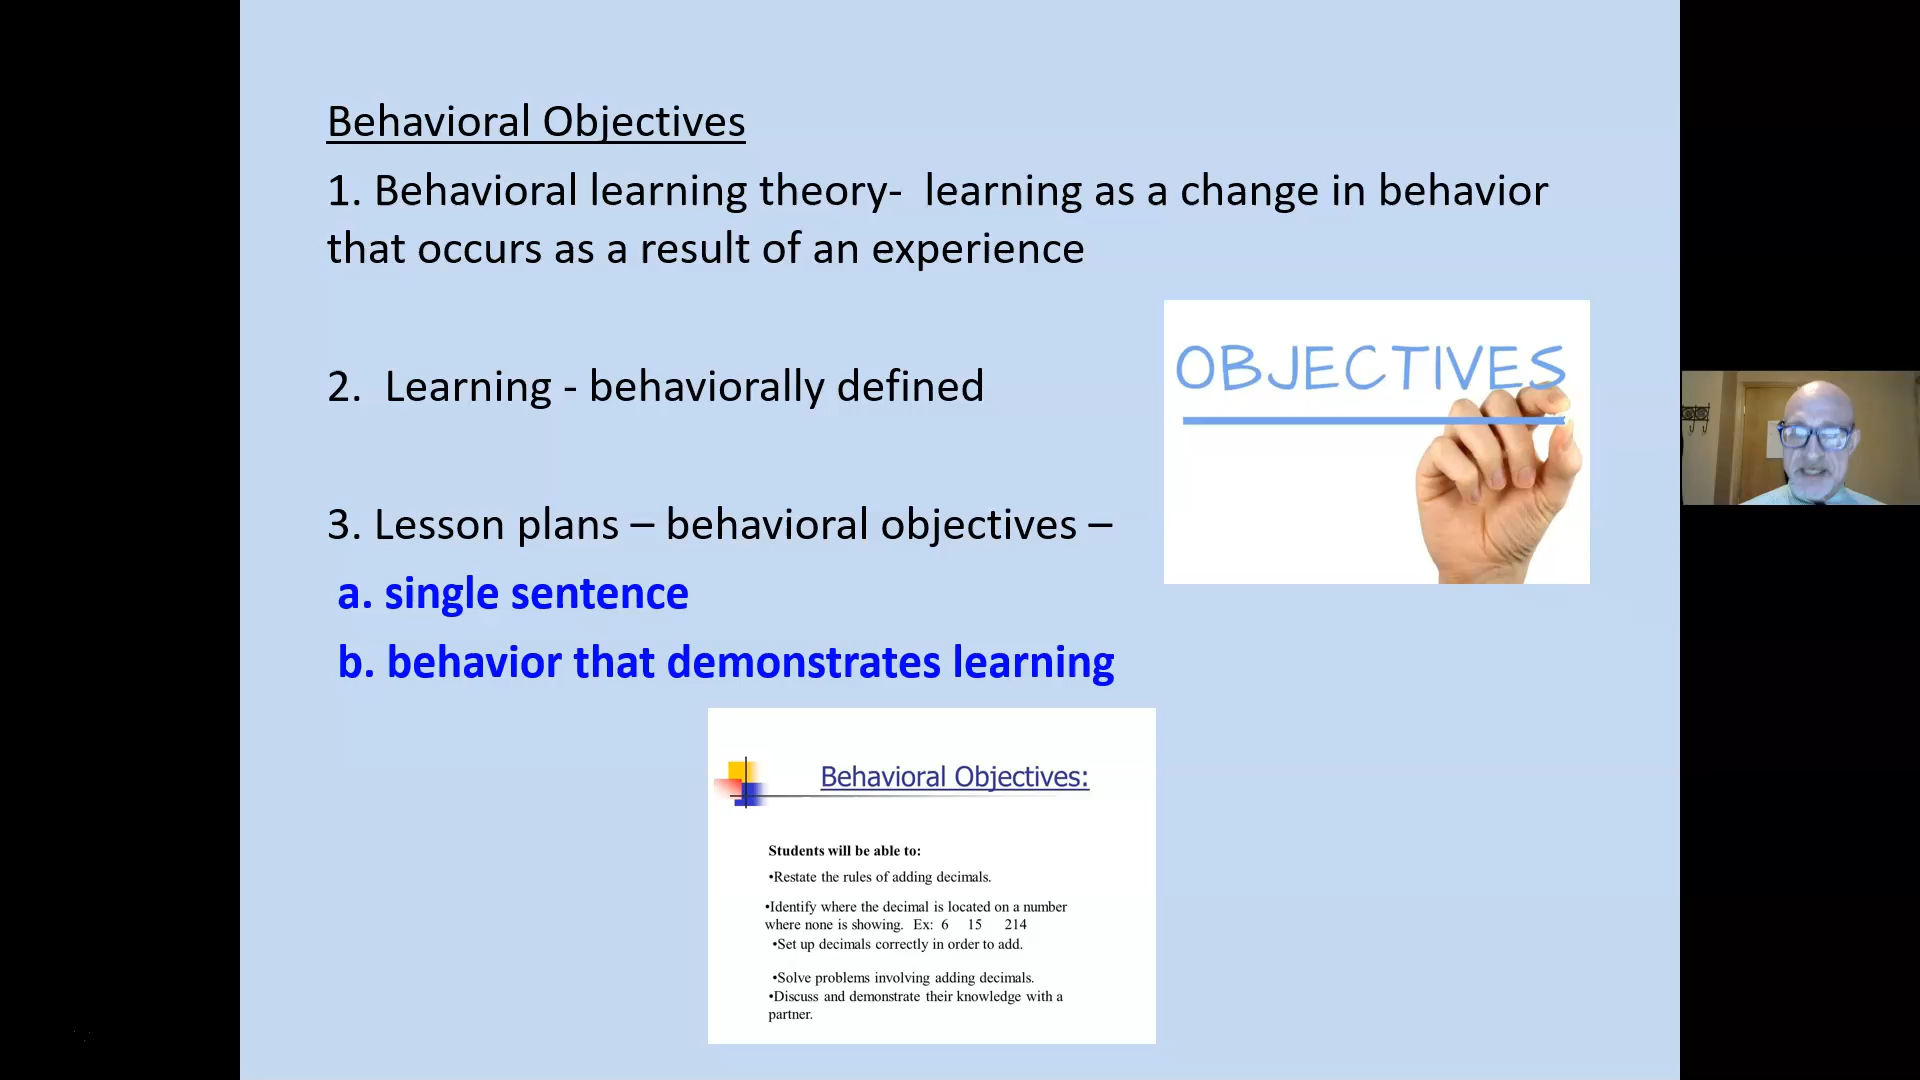 Behavioral Objectives
1. Behavioral learning theory-  learning as a change in behavior
that occurs as a result of an experience
OBJECTIVES
2.  Learning - behaviorally defined
3. Lesson plans – behavioral objectives –
a. single sentence
b. behavior that demonstrates learning
Behavioral Objectives:
Students will be able to:
•Restate the rules of adding decimals.
•Identify where the decimal is located on a number
where none is showing.  Ex:  6     15      214
•Set up decimals correctly in order to add.
•Solve problems involving adding decimals.
•Discuss and demonstrate their knowledge with a
partner.